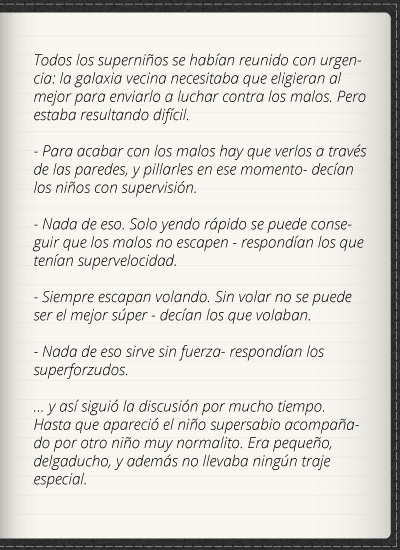 Todos los superniños se habían reunido con urgen-
cia: la galaxia vecina necesitaba que eligieran al
mejor para enviarlo a luchar contra los malos. Pero
estaba resultando difícil.
- Para acabar con los malos hay que verlos a través
de las paredes, y pillarles en ese momento- decían
los niños con supervisión.
- Nada de eso. Solo yendo rápido se puede conse-
guir que los malos no escapen - respondían los que
tenían supervelocidad.
- Siempre escapan volando. Sin volar no se puede
ser el mejor súper - decían los que volaban.
- Nada de eso sirve sin fuerza- respondían los
superforzudos.
... y así siguió la discusión por mucho tiempo.
Hasta que apareció el niño supersabio acompaña-
do por otro niño muy normalito. Era pequeño,
delgaducho, y además no llevaba ningún traje
especial.